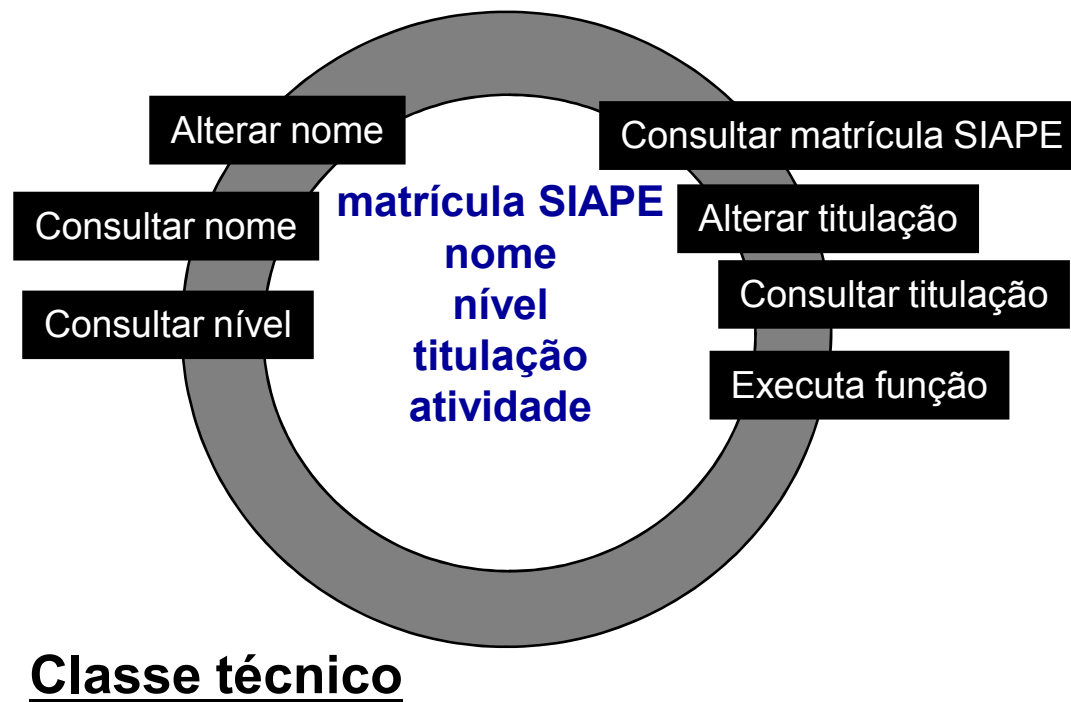 Alterar nome
Consultar nome
Consultar nível
matrícula SIAPE
nome
nível
titulação
atividade
Consultar matrícula SIAPE
Alterar titulação
Consultar titulação
Executa função
Classe técnico